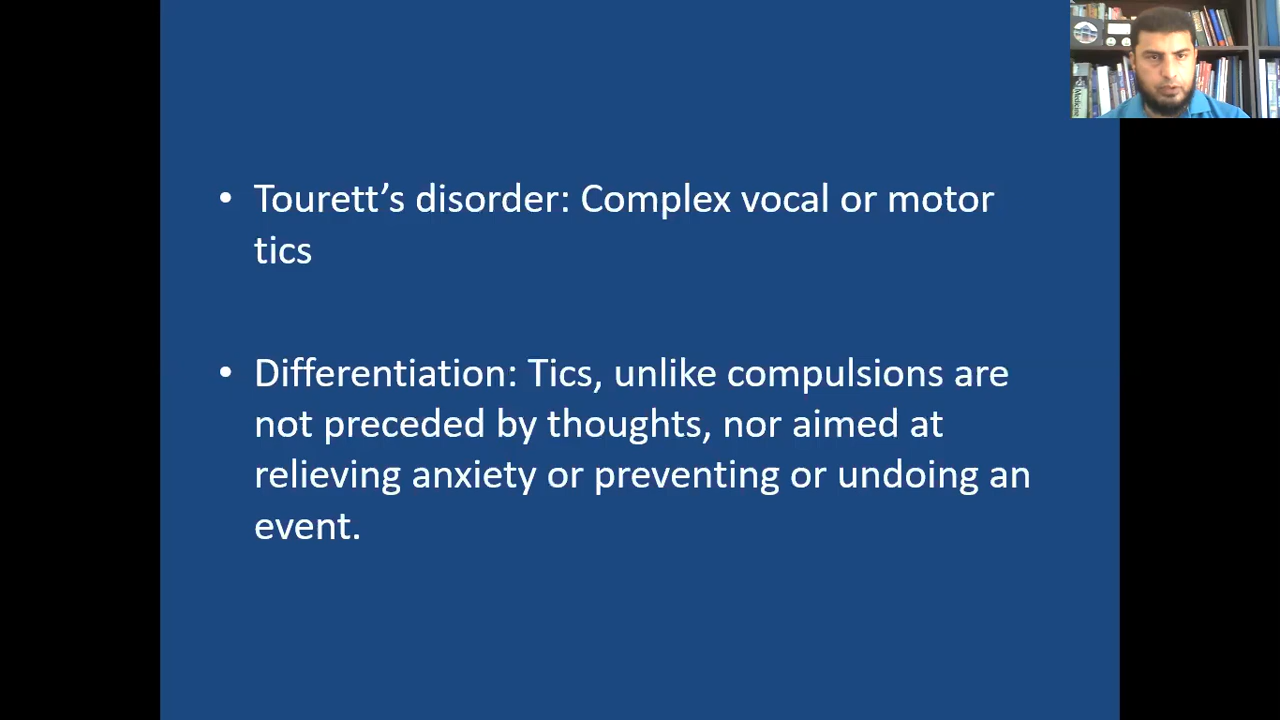 • Tourett’s disorder: Complex vocal or motor
tics
• Differentiation: Tics, unlike compulsions are
not preceded by thoughts, nor aimed at
relieving anxiety or preventing or undoing an
event.
Medicine